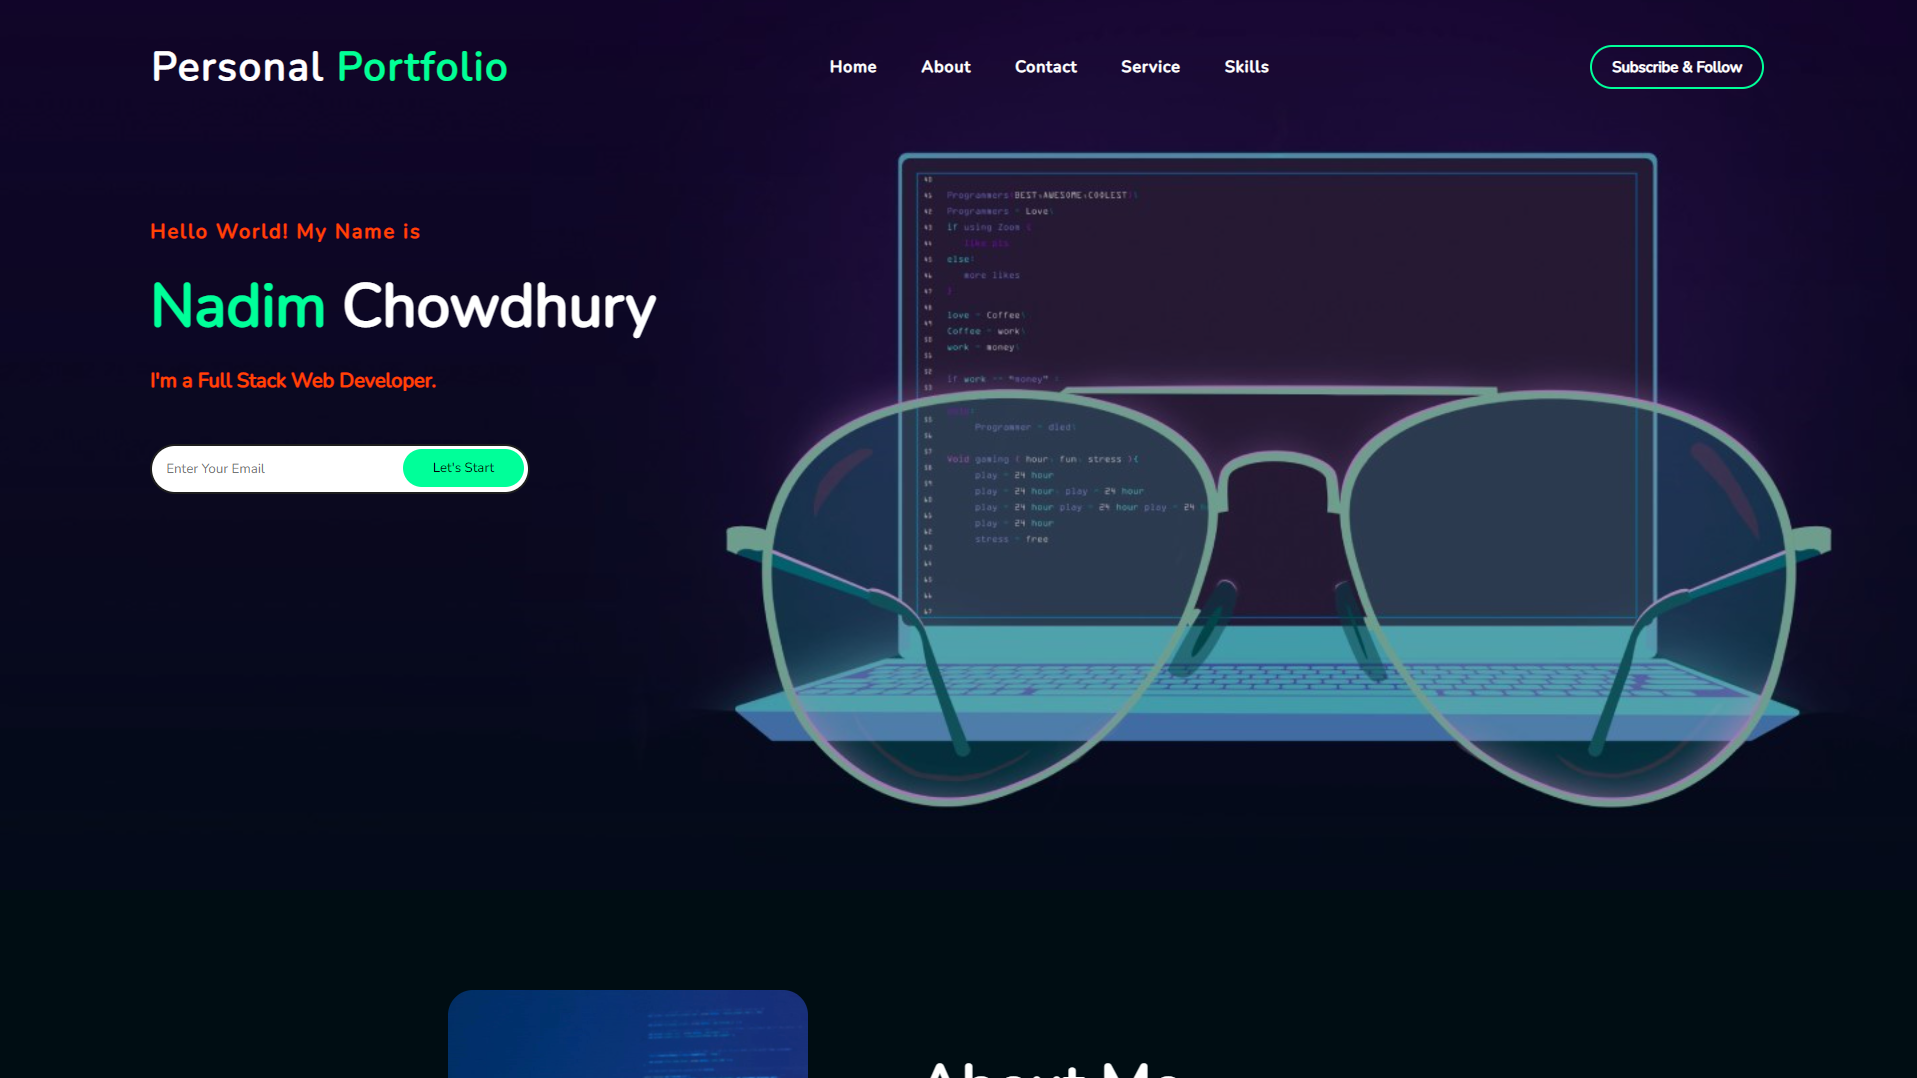 Personal Portfolio
Home About Contact Service Skills
Subscribe & Follow
Hello World! My Name is
Nadim Chowdhury
I'm a Full Stack Web Developer.
Enter Your Email
Let's Start
Programmers(BEST,AWESOME,COOLEST)
Programmers = Love
if using Zoom {
like pls
else:
more likes
}
love = Coffee
Coffee = work
work = money
if work == "money" :
Programmer = died
Void gaming { hour, fun, stress }{
play = 24 hour
play = 24 hour, play = 24 hour
play = 24 hour play = 24 hour play = 24
play = 24 hour
stress = free
About Me